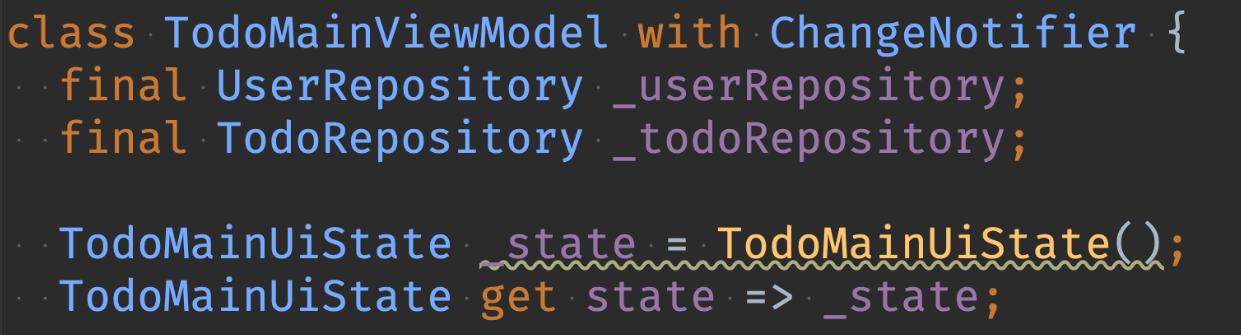 class TodoMainViewModel with ChangeNotifier {
final UserRepository _userRepository;
final TodoRepository _todoRepository;
TodoMainUiState _state = TodoMainUiState();
TodoMainUiState get state => _state;